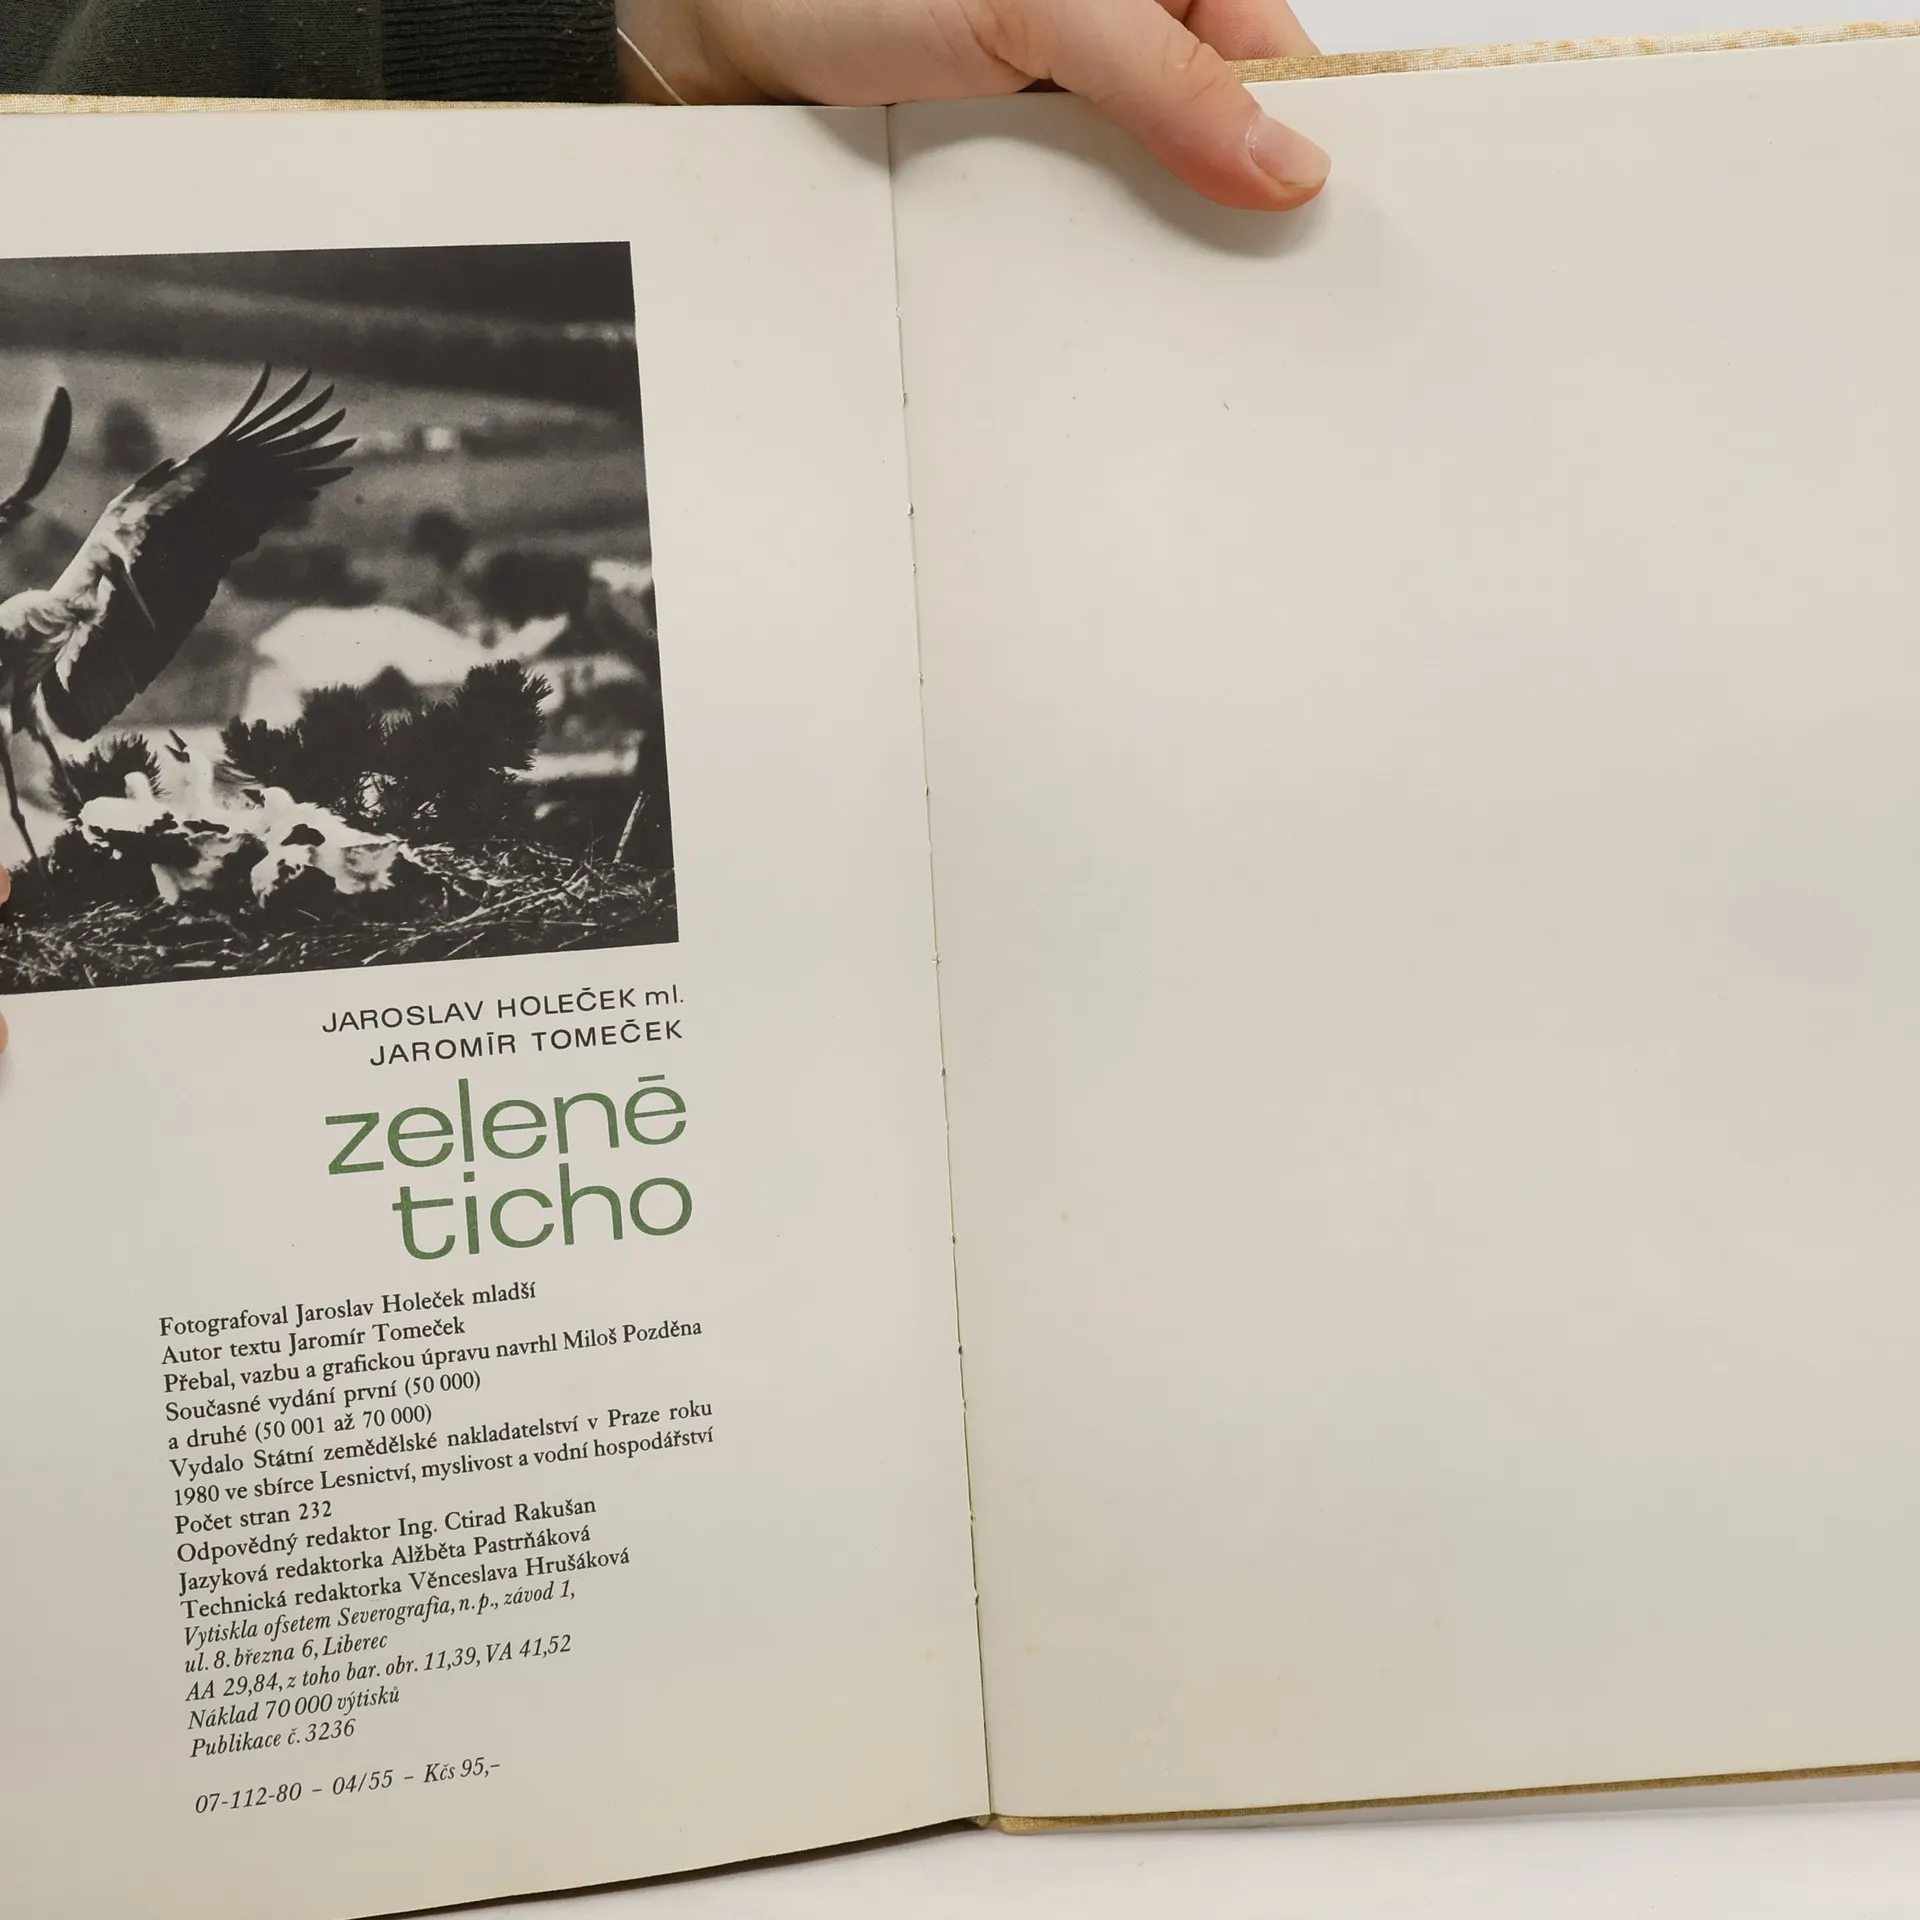 JAROSLAV HOLEČEK ml.
JAROMÍR TOMEČEK
zelené
ticho
Fotografoval Jaroslav Holeček mladší
Autor textu Jaromír Tomeček
Přebal, vazbu a grafickou úpravu navrhl Miloš Pozděna
Současné vydání první (50 000)
a druhé (50 001 až 70 000)
Vydalo Státní zemědělské nakladatelství v Praze roku
1980 ve sbírce Lesnictví, myslivost a vodní hospodářství
Počet stran 232
Odpovědný redaktor Ing. Ctirad Rakušan
Jazyková redaktorka Alžběta Pastrňáková
Technická redaktorka Věnceslava Hrušáková
Vytiskla ofsetem Severografia, n. p., závod 1,
ul. 8. března 6, Liberec
AA 29,84, z toho bar. obr. 11,39, VA 41,52
Náklad 70 000 výtisků
Publikace č. 3236
07-112-80 – 04/55 – Kčs 95,–